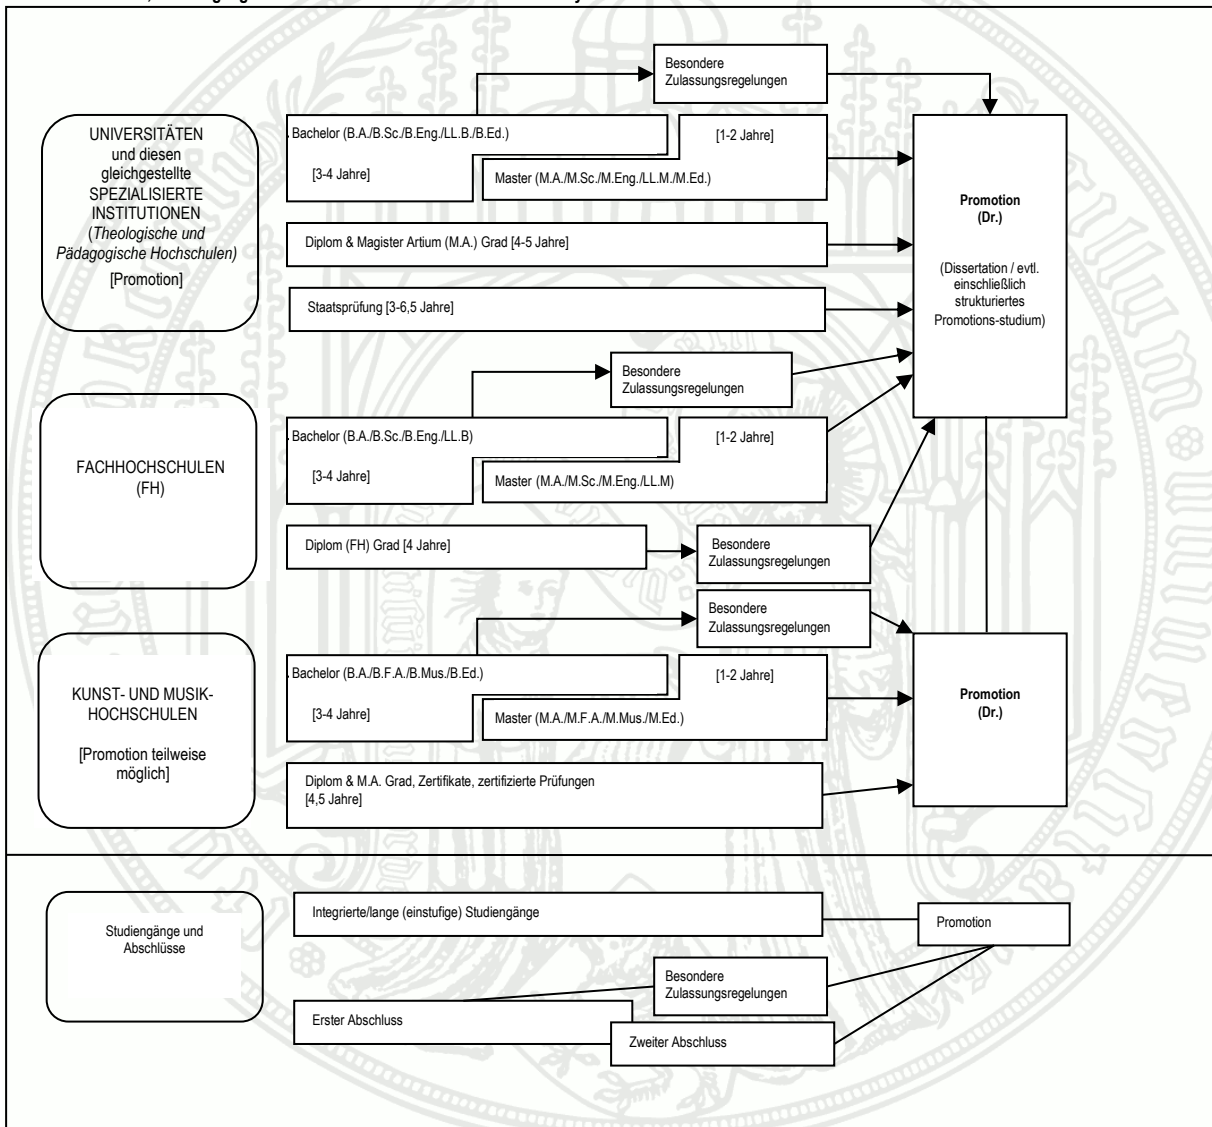 Besondere
Zulassungsregelungen
UNIVERSITÄTEN
und diesen
gleichgestellte
SPEZIALISIERTE
INSTITUTIONEN
(Theologische und
Pädagogische Hochschulen)
[Promotion]
Bachelor (B.A./B.Sc./B.Eng./LL.B./B.Ed.)
[3-4 Jahre]
[1-2 Jahre]
Master (M.A./M.Sc./M.Eng./LL.M./M.Ed.)
Diplom & Magister Artium (M.A.) Grad [4-5 Jahre]
Staatsprüfung [3-6,5 Jahre]
Promotion
(Dr.)
(Dissertation / evtl.
einschließlich
strukturiertes
Promotions-studium)
Besondere
Zulassungsregelungen
FACHHOCHSCHULEN
(FH)
Bachelor (B.A./B.Sc./B.Eng./LL.B)
[3-4 Jahre]
[1-2 Jahre]
Master (M.A./M.Sc./M.Eng./LL.M)
Diplom (FH) Grad [4 Jahre]
Besondere
Zulassungsregelungen
Besondere
Zulassungsregelungen
KUNST- UND MUSIK-
HOCHSCHULEN
[Promotion teilweise
möglich]
Bachelor (B.A./B.F.A./B.Mus./B.Ed.)
[3-4 Jahre]
[1-2 Jahre]
Master (M.A./M.F.A./M.Mus./M.Ed.)
Diplom & M.A. Grad, Zertifikate, zertifizierte Prüfungen
[4,5 Jahre]
Promotion
(Dr.)
Studiengänge und
Abschlüsse
Integrierte/lange (einstufige) Studiengänge
Promotion
Besondere
Zulassungsregelungen
Erster Abschluss
Zweiter Abschluss